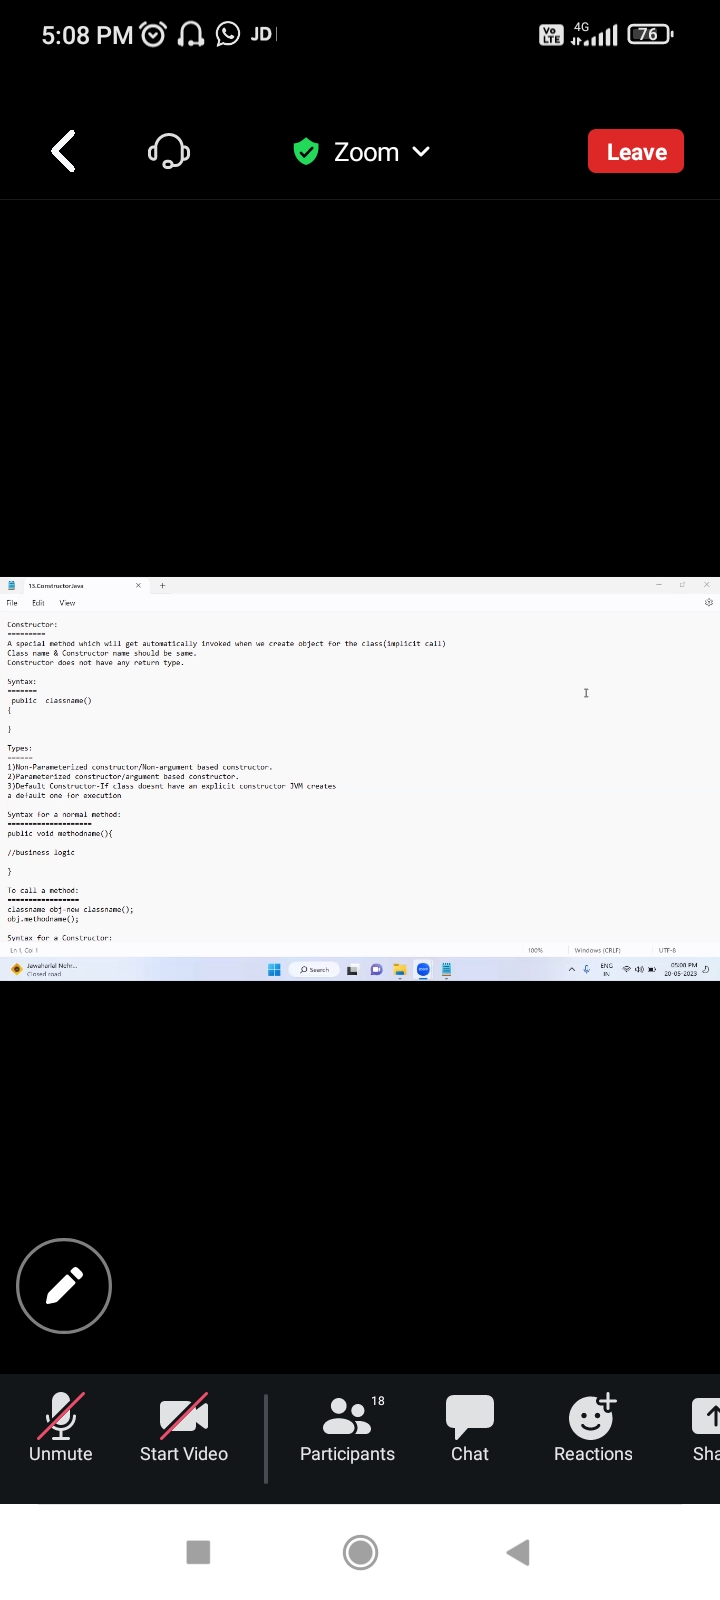 5:08 PM JD
Vo LTE 4G 76
Zoom
Leave
13.Constructor.java
File Edit View
Constructor:
=========
A special method which will get automatically invoked when we create object for the class(implicit call)
Class name & Constructor name should be same.
Constructor does not have any return type.
Syntax:
=======
public classname()
{
}
Types:
======
1)Non-Parameterized constructor/Non-argument based constructor.
2)Parameterized constructor/argument based constructor.
3)Default Constructor-If class doesnt have an explicit constructor JVM creates
a default one for execution
Syntax for a normal method:
====================
public void methodname(){
//business logic
}
To call a method:
=================
classname obj=new classname();
obj.methodname();
Syntax for a Constructor:
Ln 1, Col 1 100% Windows (CRLF) UTF-8
Jawaharlal Nehr...
Closed road
Search
ENG
IN
05:08 PM
20-05-2023
18
Unmute Start Video Participants Chat Reactions Sha